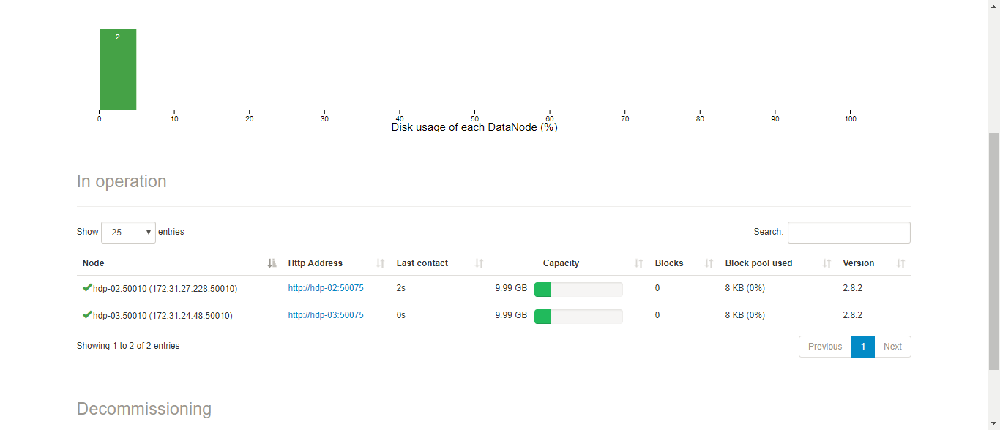 2
0 10 20 30 40 50 60 70 80 90 100
Disk usage of each DataNode (%)
In operation
Show 25 entries Search:
Node Http Address Last contact Capacity Blocks Block pool used Version
hdp-02:50010 (172.31.27.228:50010) http://hdp-02:50075 2s 9.99 GB 0 8 KB (0%) 2.8.2
hdp-03:50010 (172.31.24.48:50010) http://hdp-03:50075 0s 9.99 GB 0 8 KB (0%) 2.8.2
Showing 1 to 2 of 2 entries Previous 1 Next
Decommissioning